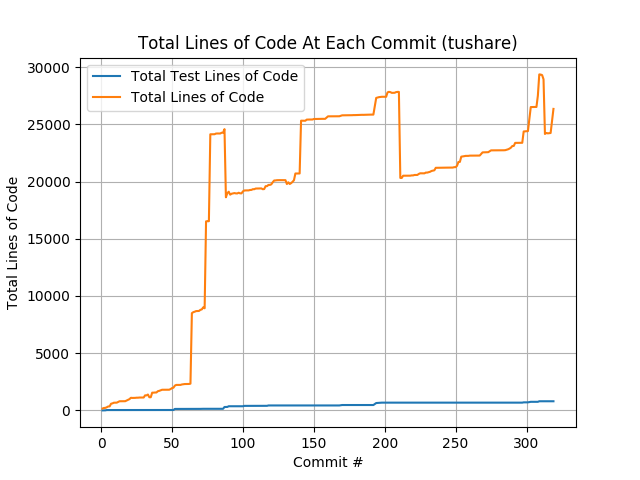 Total Lines of Code At Each Commit (tushare)
Total Test Lines of Code
Total Lines of Code
Total Lines of Code
30000
25000
20000
15000
10000
5000
0
0 50 100 150 200 250 300
Commit #